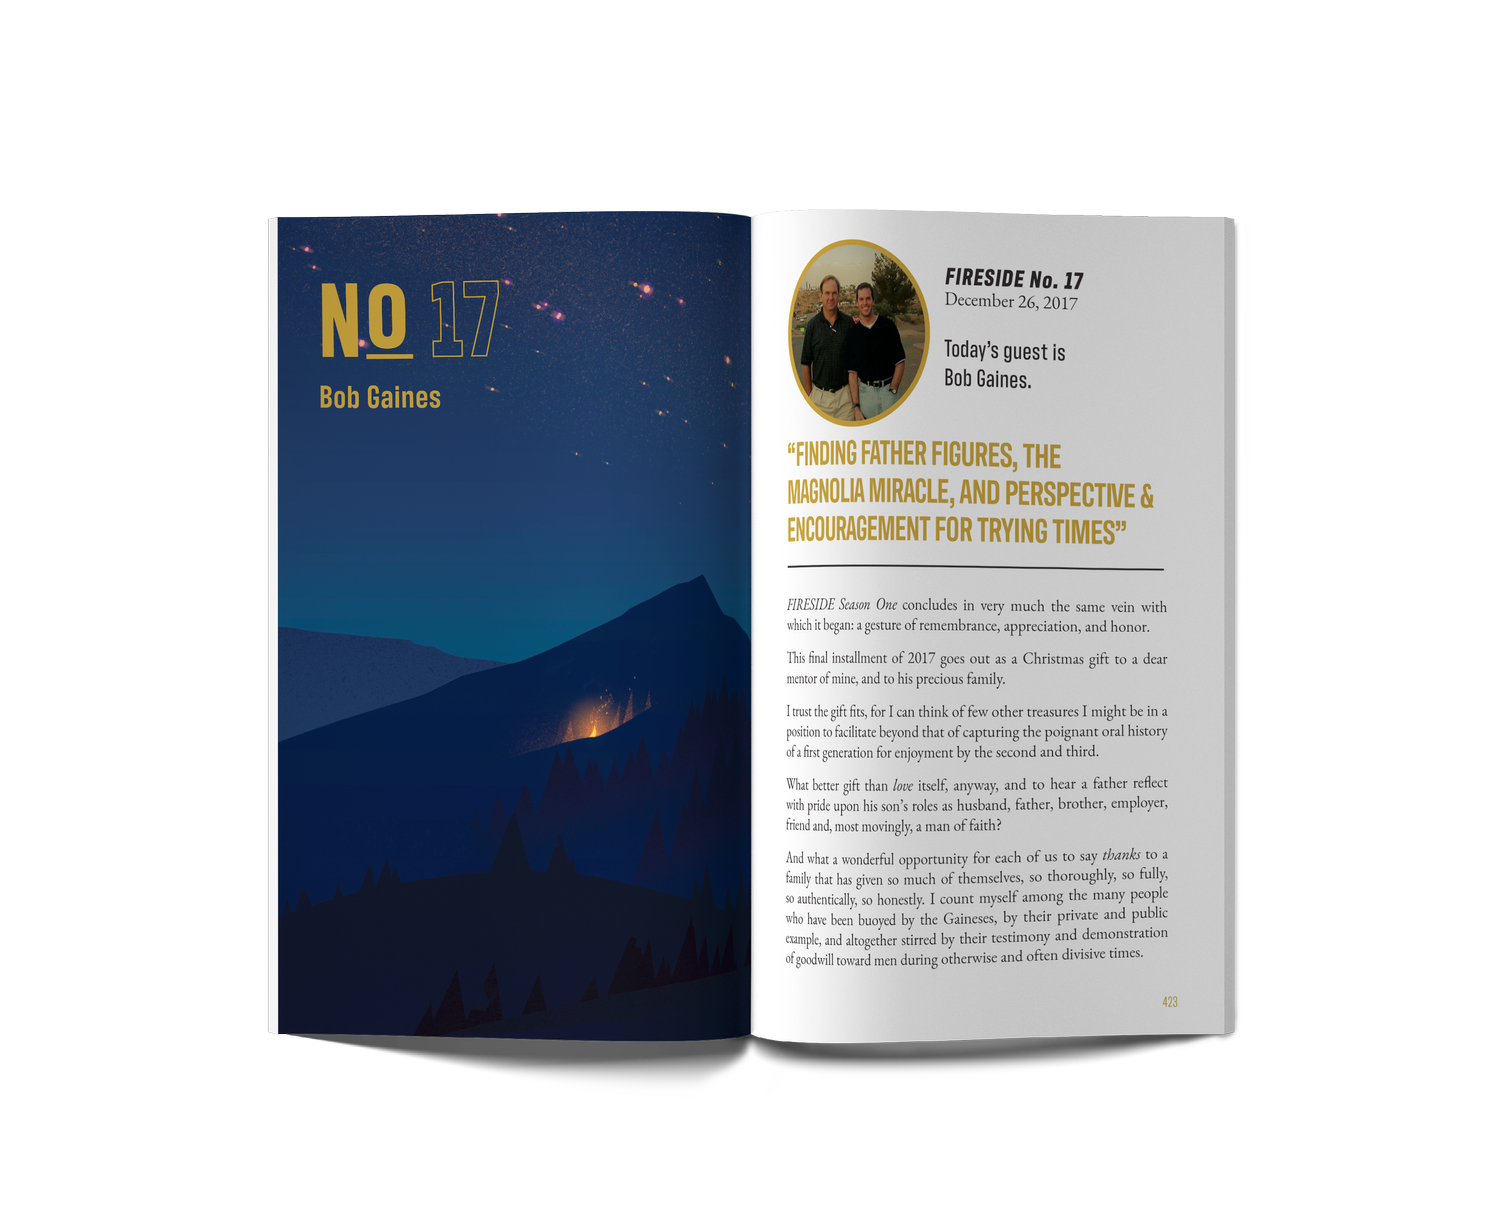 NO 17
Bob Gaines
FIRESIDE No. 17
December 26, 2017
Today's guest is
Bob Gaines.
“FINDING FATHER FIGURES, THE
MAGNOLIA MIRACLE, AND PERSPECTIVE &
ENCOURAGEMENT FOR TRYING TIMES”
FIRESIDE Season One concludes in very much the same vein with
which it began: a gesture of remembrance, appreciation, and honor.
This final installment of 2017 goes out as a Christmas gift to a dear
mentor of mine, and to his precious family.
I trust the gift fits, for I can think of few other treasures I might be in a
position to facilitate beyond that of capturing the poignant oral history
of a first generation for enjoyment by the second and third.
What better gift than love itself, anyway, and to hear a father reflect
with pride upon his son's roles as husband, father, brother, employer,
friend and, most movingly, a man of faith?
And what a wonderful opportunity for each of us to say thanks to a
family that has given so much of themselves, so thoroughly, so fully,
so authentically, so honestly. I count myself among the many people
who have been buoyed by the Gaineses, by their private and public
example, and altogether stirred by their testimony and demonstration
of goodwill toward men during otherwise and often divisive times.
423